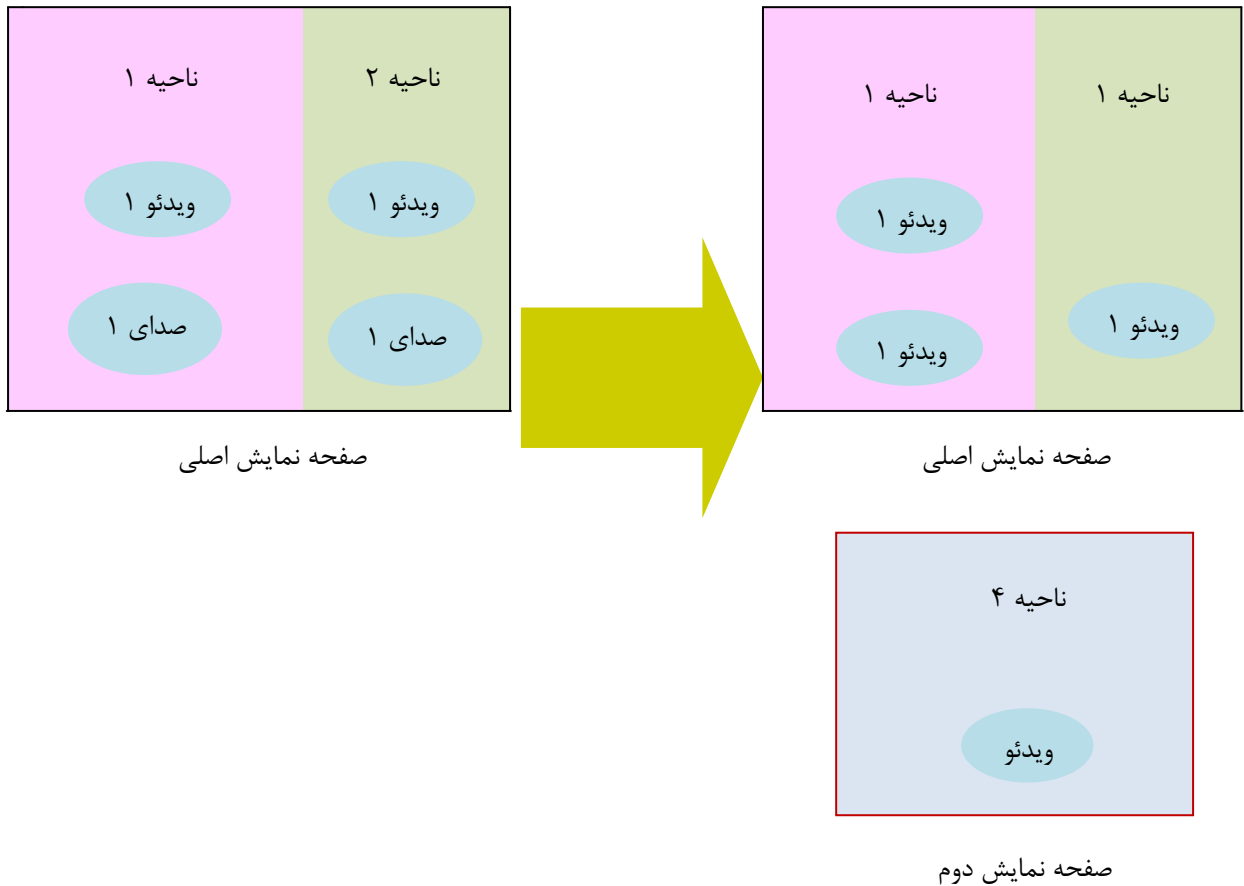 ناحیه ۱
ناحیه ۲
ویدئو ۱
ویدئو ۱
صدای ۱
صدای ۱
صفحه نمایش اصلی
ناحیه ۱
ناحیه ۱
ویدئو ۱
ویدئو ۱
ویدئو ۱
صفحه نمایش اصلی
ناحیه ۴
ویدئو
صفحه نمایش دوم